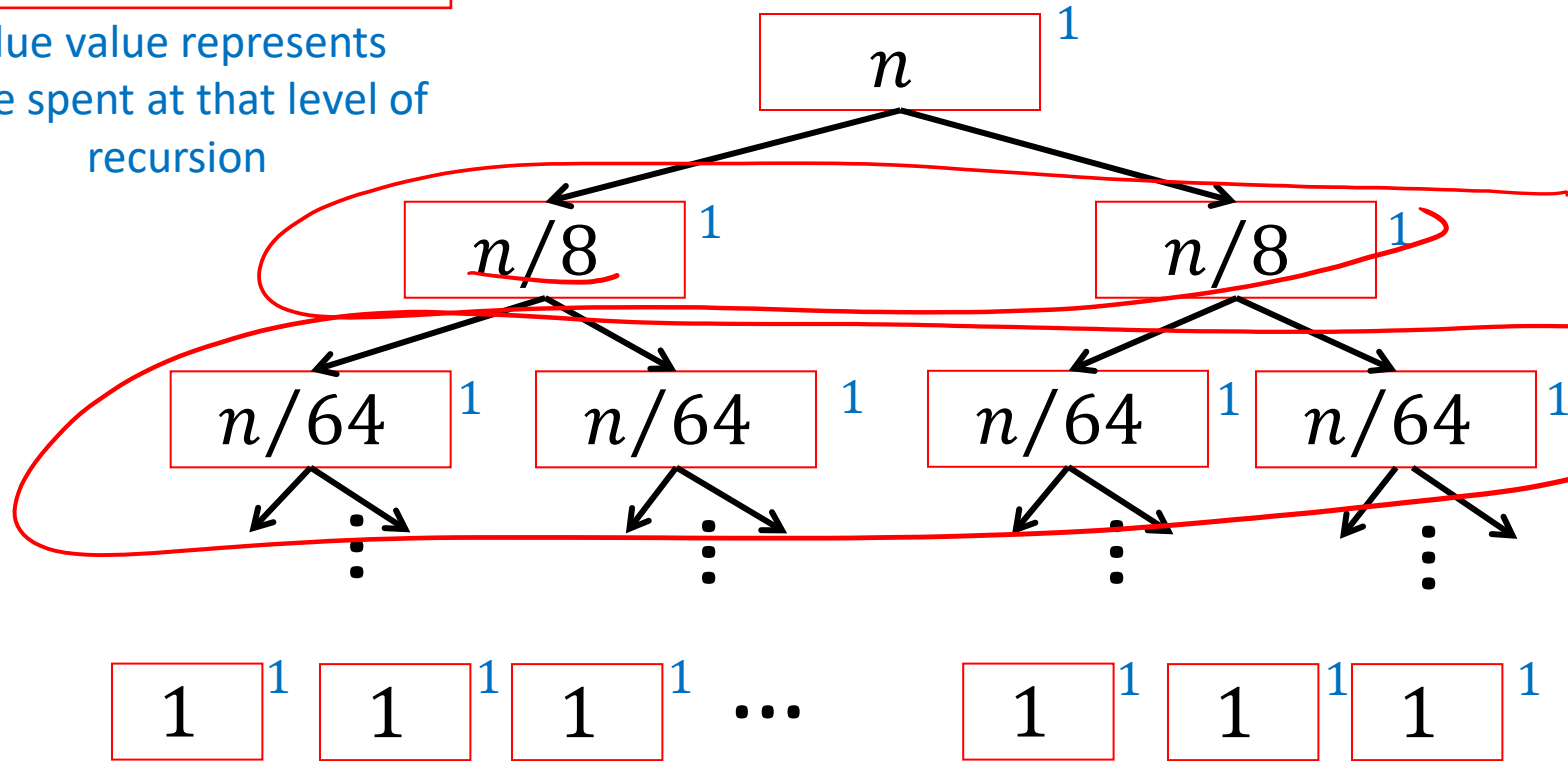 value represents
spent at that level of
recursion
n 1
n/8 1 n/8 1
n/64 1 n/64 1 n/64 1 n/64 1
1 1 1 1 1 1 ... 1 1 1 1 1 1